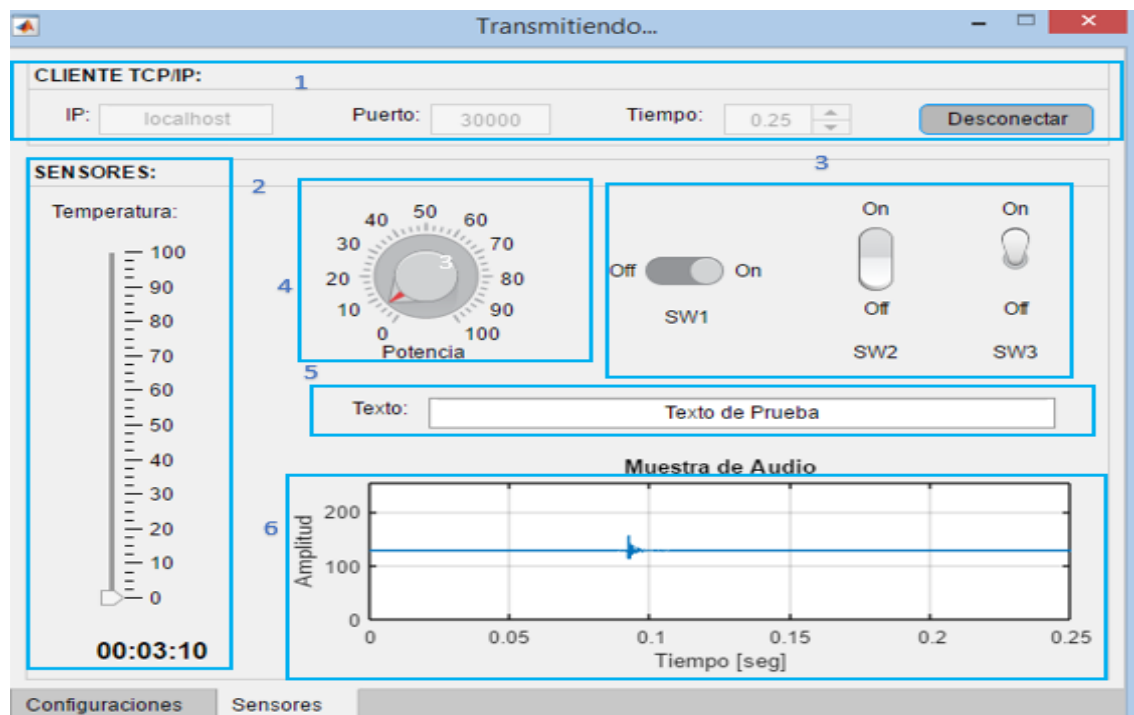 Transmitiendo...
CLIENTE TCP/IP:
1
IP: localhost Puerto: 30000 Tiempo: 0.25 Desconectar
SENSORES:
2
3
Temperatura:
100
90
80
70
60
50
40
30
20
10
0
00:03:10
4
0 10 20 30 40 50 60 70 80 90 100
3
Potencia
Off On
SW1
On
Off
SW2
On
Off
SW3
5
Texto: Texto de Prueba
6
Muestra de Audio
Amplitud
200
100
0
0 0.05 0.1 0.15 0.2 0.25
Tiempo [seg]
Configuraciones Sensores